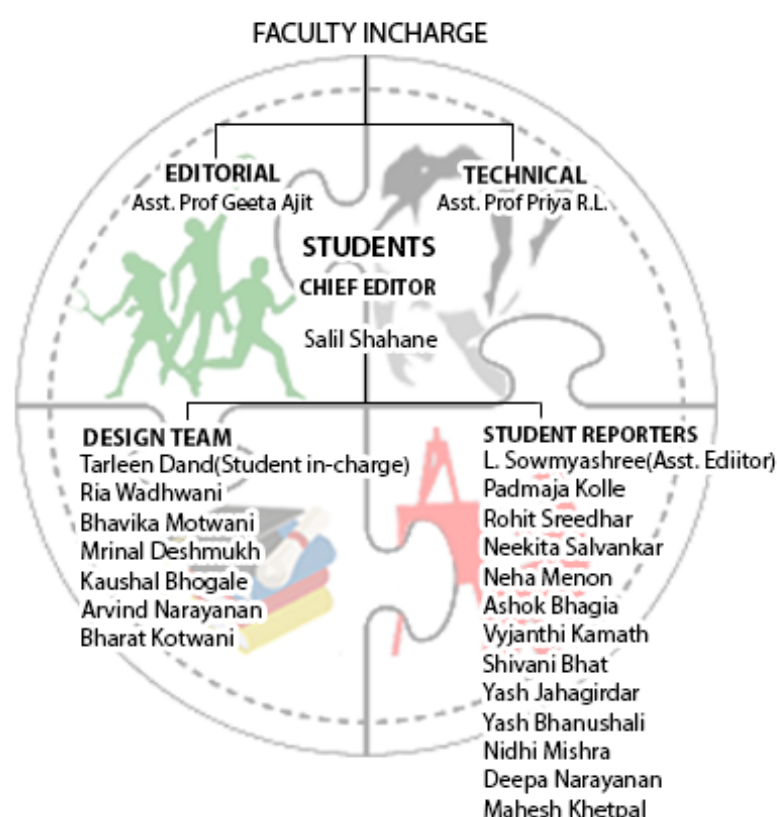 FACULTY INCHARGE
EDITORIAL
Asst. Prof Geeta Ajit
TECHNICAL
Asst. Prof Priya R.L.
STUDENTS
CHIEF EDITOR
Salil Shahane
DESIGN TEAM
Tarleen Dand(Student in-charge)
Ria Wadhwani
Bhavika Motwani
Mrinal Deshmukh
Kaushal Bhogale
Arvind Narayanan
Bharat Kotwani
STUDENT REPORTERS
L. Sowmyashree(Asst. Ediitor)
Padmaja Kolle
Rohit Sreedhar
Neekita Salvankar
Neha Menon
Ashok Bhagia
Vyjanthi Kamath
Shivani Bhat
Yash Jahagirdar
Yash Bhanushali
Nidhi Mishra
Deepa Narayanan
Mahesh Khetpal